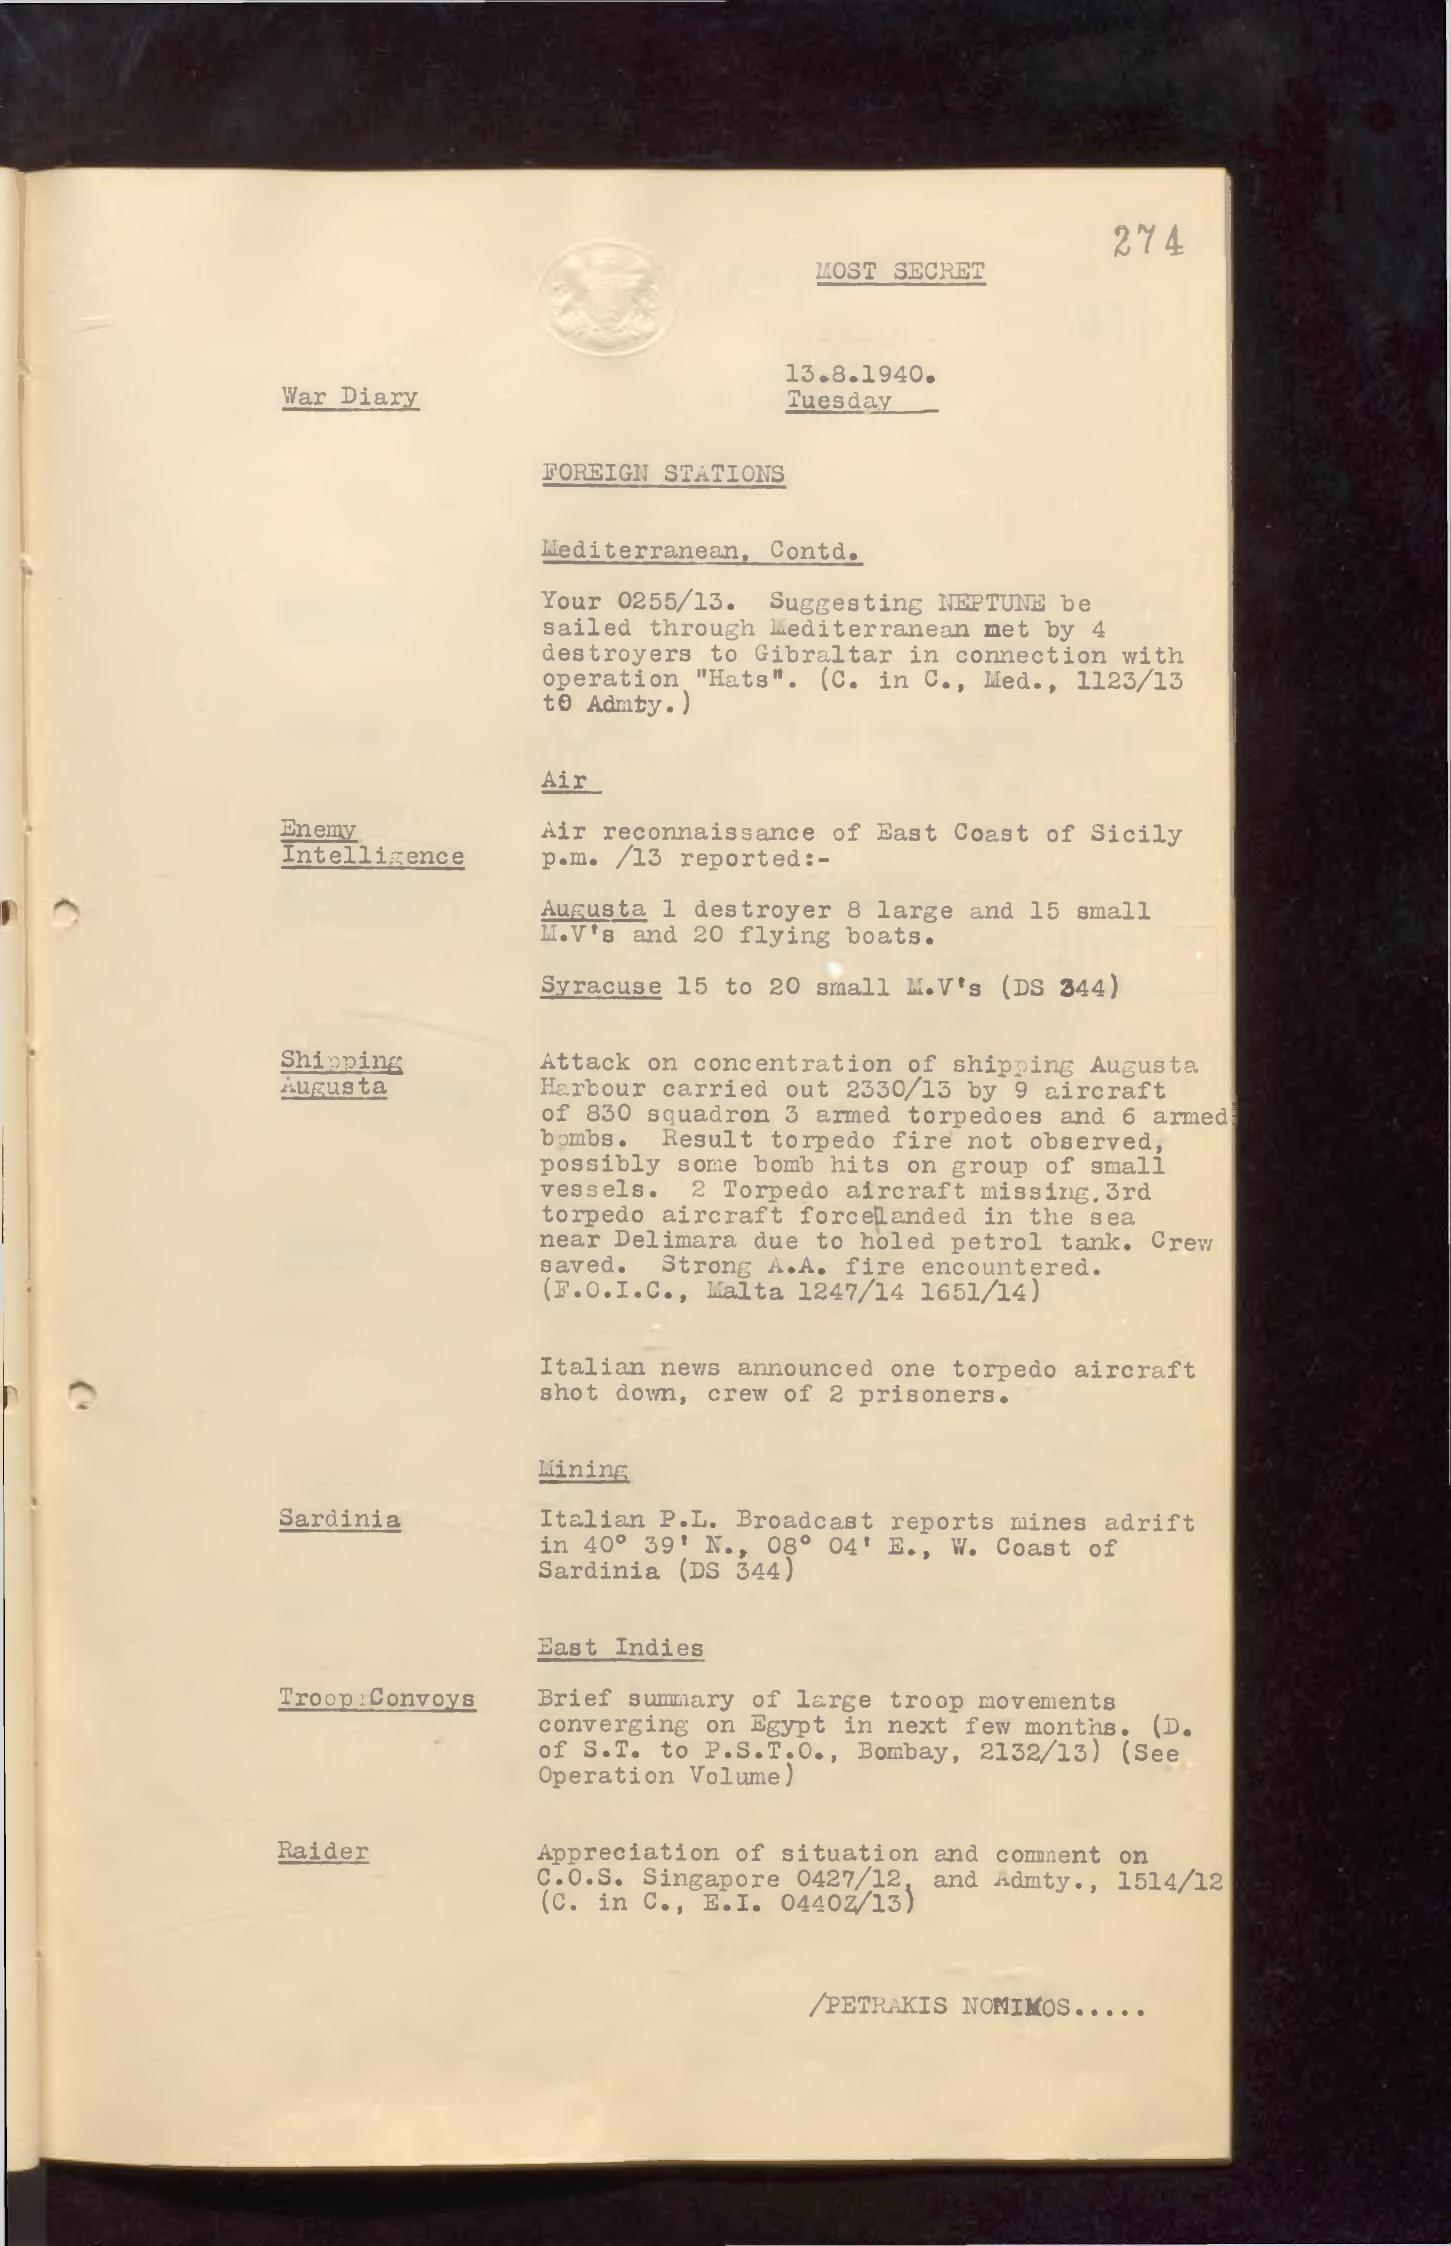 274
MOST SECRET
13.8.1940.
War Diary
Tuesday
FOREIGN STATIONS
Mediterranean, Contd.
Your 0255/13. Suggesting NEPTUNE be
sailed through Mediterranean met by 4
destroyers to Gibraltar in connection with
operation "Hats". (C. in C., Med., 1123/13
to Admty.)
Air
Enemy
Intelligence
Air reconnaissance of East Coast of Sicily
p.m. /13 reported:-
Augusta 1 destroyer 8 large and 15 small
M.V's and 20 flying boats.
Syracuse 15 to 20 small M.V's (DS 344)
Shipping
Augusta
Attack on concentration of shipping Augusta
Harbour carried out 2330/13 by 9 aircraft
of 830 squadron 3 armed torpedoes and 6 armed
bombs. Result torpedo fire not observed,
possibly some bomb hits on group of small
vessels. 2 Torpedo aircraft missing.3rd
torpedo aircraft forcelanded in the sea
near Delimara due to holed petrol tank. Crew
saved. Strong A.A. fire encountered.
(F.O.I.C., Malta 1247/14 1651/14)
Italian news announced one torpedo aircraft
shot down, crew of 2 prisoners.
Mining
Sardinia
Italian P.L. Broadcast reports mines adrift
in 40° 39' N., 08° 04' E., W. Coast of
Sardinia (DS 344)
East Indies
Troop Convoys
Brief summary of large troop movements
converging on Egypt in next few months. (D.
of S.T. to P.S.T.O., Bombay, 2132/13) (See
Operation Volume)
Raider
Appreciation of situation and comment on
C.O.S. Singapore 0427/12, and Admty., 1514/12
(C. in C., E.I. 0440Z/13)
/PETRAKIS NOMIKOS.....